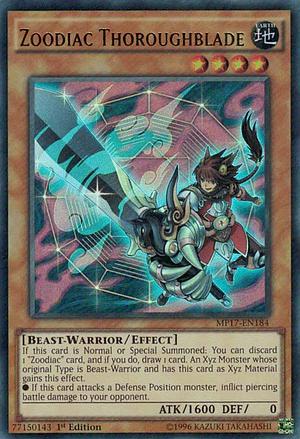 Zoodiac Thoroughblade
EARTH
地
MP17-EN184
[Beast-Warrior/Effect]
If this card is Normal or Special Summoned: You can discard
1 "Zoodiac" card, and if you do, draw 1 card. An Xyz Monster whose
original Type is Beast-Warrior and has this card as Xyz Material
gains this effect.
● If this card attacks a Defense Position monster, inflict piercing
battle damage to your opponent.
ATK/1600 DEF/ 0
77150143 1st Edition ©1996 KAZUKI TAKAHASHI